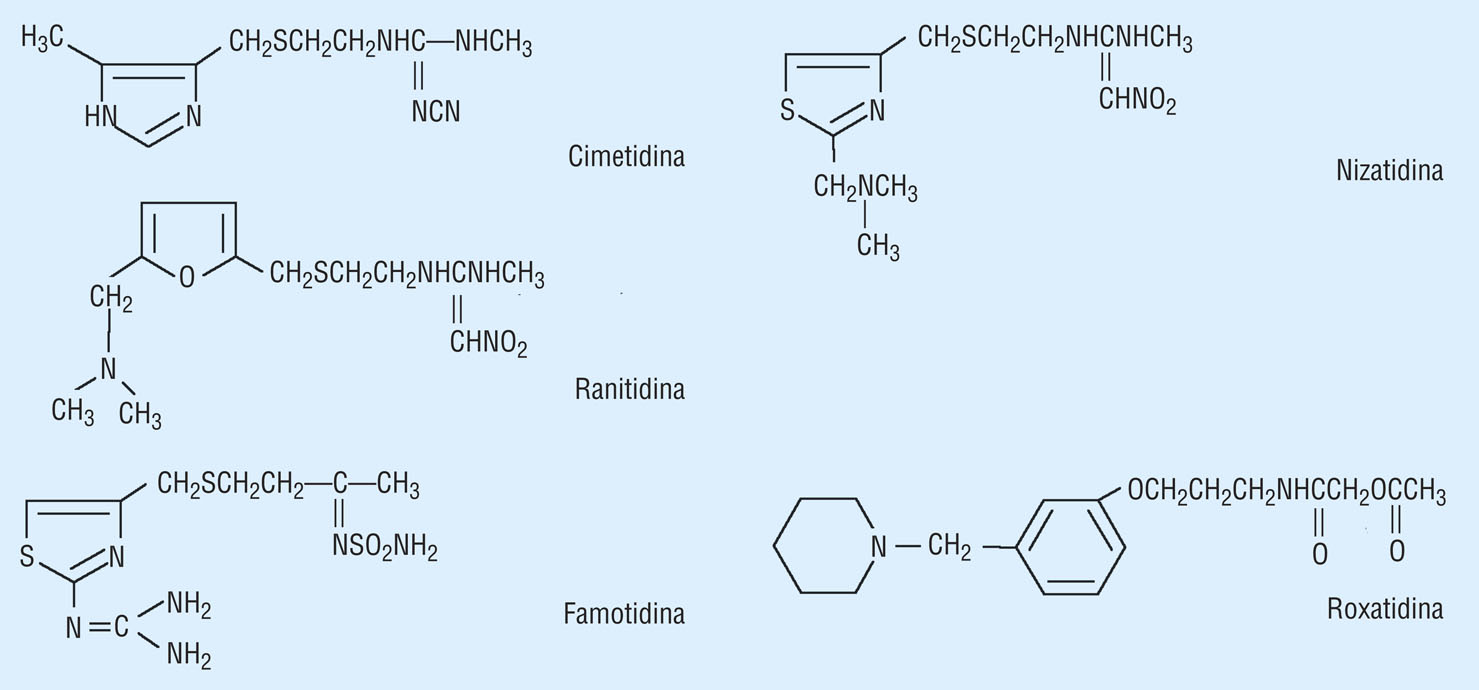 H₃C CH₂SCH₂CH₂NHC—NHCH₃
HN N NCN
Cimetidina
CH₂SCH₂CH₂NHCNHCH₃
S N CHNO₂
CH₂NCH₃
CH₃
Nizatidina
O CH₂SCH₂CH₂NHCNHCH₃
CH₂
CHNO₂
N
CH₃ CH₃
Ranitidina
CH₂SCH₂CH₂—C—CH₃
S N NSO₂NH₂
NH₂
N=C
NH₂
Famotidina
OCH₂CH₂CH₂NHCCH₂OCCH₃
N — CH₂
O O
Roxatidina